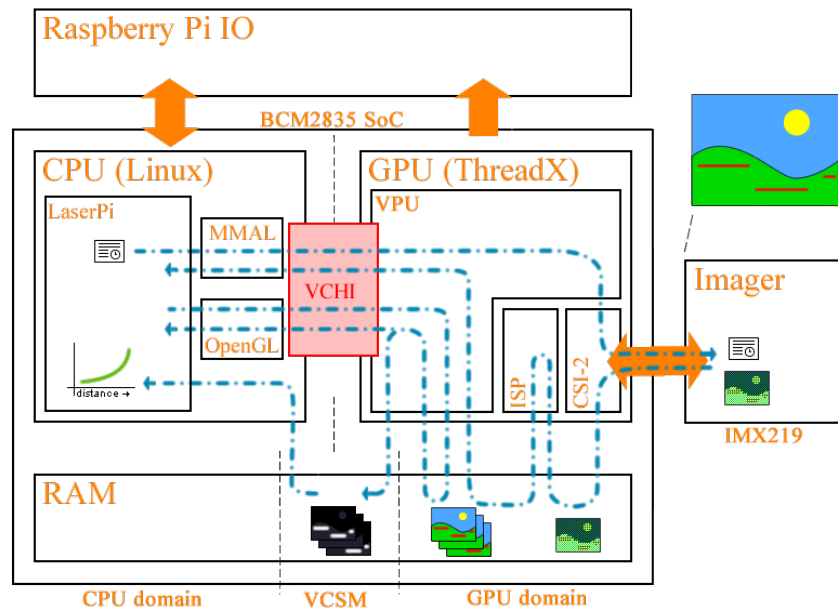 Raspberry Pi IO
BCM2835 SoC
CPU (Linux)
GPU (ThreadX)
VPU
LaserPi
MMAL
VCHI
OpenGL
distance →
ISP
CSI-2
Imager
IMX219
RAM
CPU domain
VCSM
GPU domain